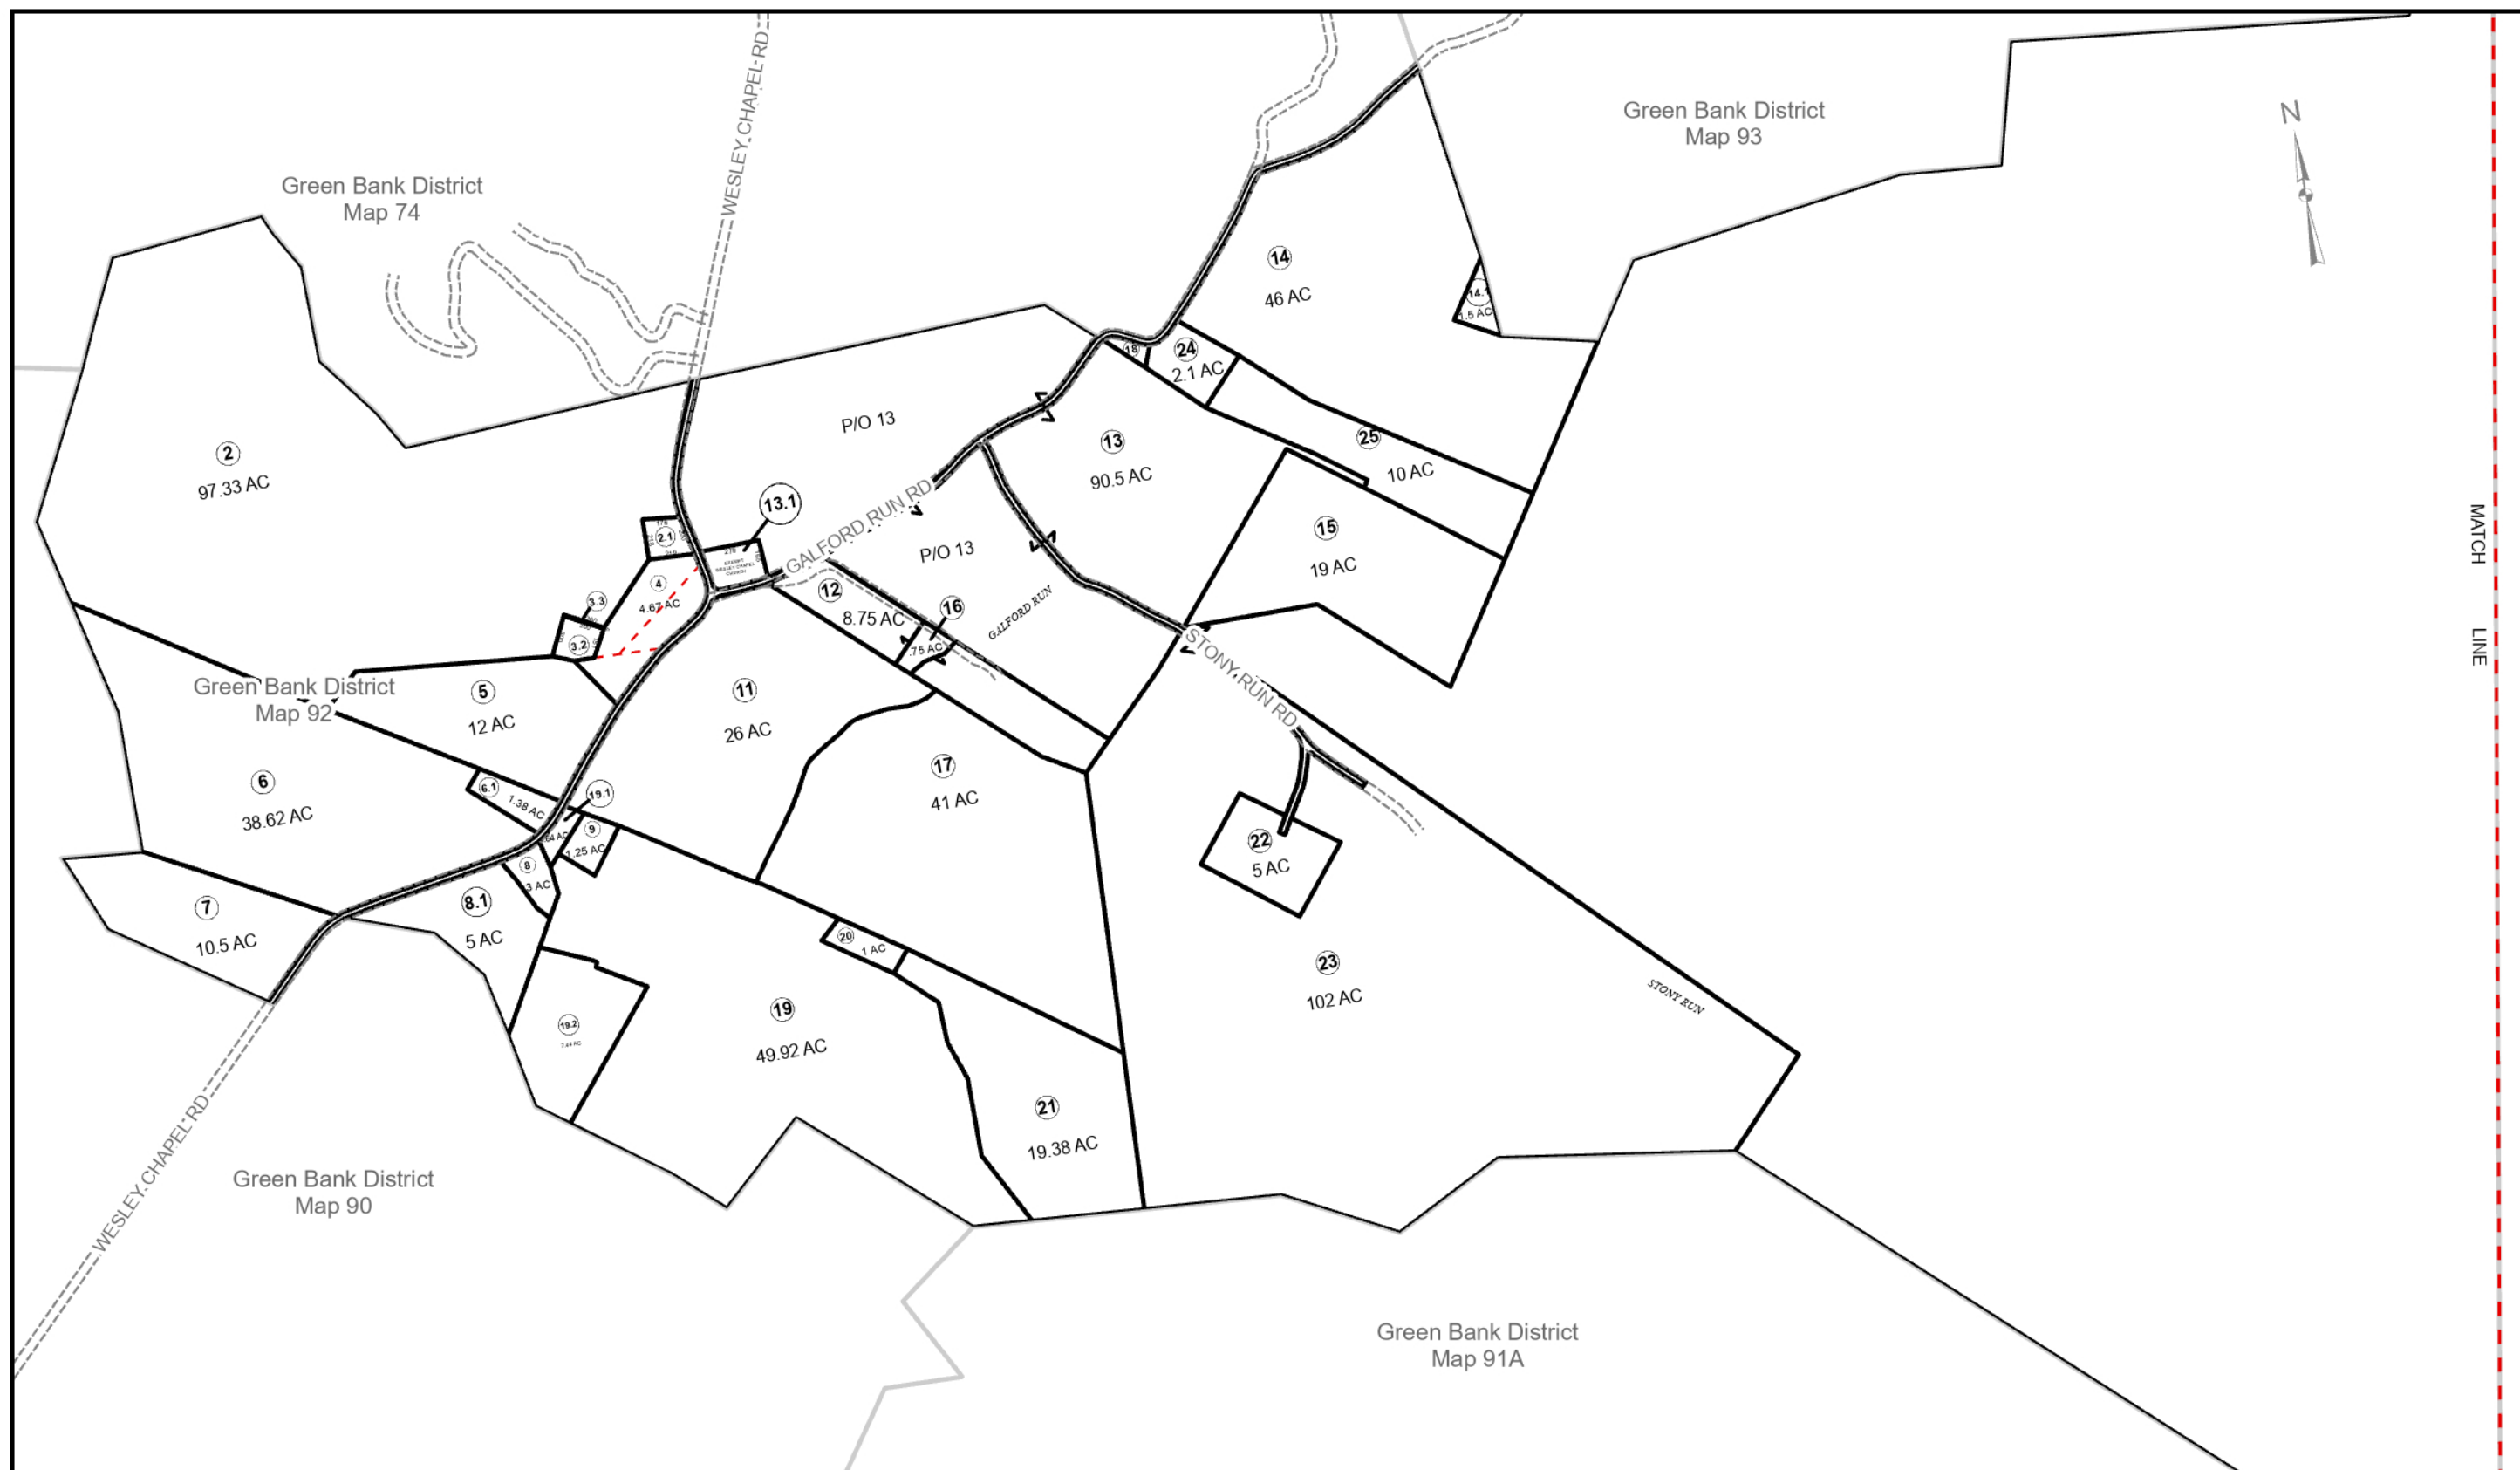 WESLEY CHAPEL RD
Green Bank District
Map 93
N
Green Bank District
Map 74
14
46 AC
14.1
1.5 AC
18
24
2.1 AC
P/O 13
13
90.5 AC
25
10 AC
2
97.33 AC
13.1
GALFORD RUN RD
2.1
P/O 13
15
19 AC
MATCH
LINE
4
4.67 AC
3.3
3.2
12
8.75 AC
16
.75 AC
GALFORD RUN
STONY RUN RD
Green Bank District
Map 92
5
12 AC
11
26 AC
17
41 AC
6
38.62 AC
6.1
1.38 AC
19.1
9
1.25 AC
8
8.1
5 AC
7
10.5 AC
22
5 AC
20
1 AC
23
102 AC
STONY RUN
19
49.92 AC
19.2
7.44 AC
21
19.38 AC
WESLEY CHAPEL RD
Green Bank District
Map 90
Green Bank District
Map 91A